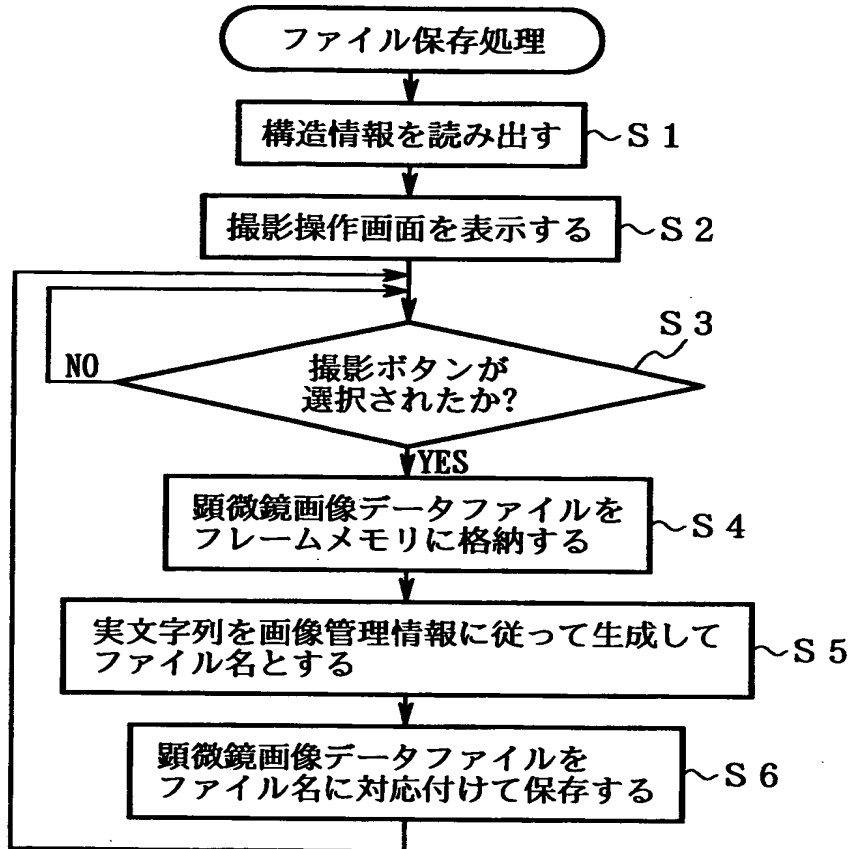 ファイル保存処理
構造情報を読み出す
S1
撮影操作画面を表示する
S2
S3
撮影ボタンが
選択されたか?
NO
YES
顕微鏡画像データファイルを
フレームメモリに格納する
S4
実文字列を画像管理情報に従って生成して
ファイル名とする
S5
顕微鏡画像データファイルを
ファイル名に対応付けて保存する
S6